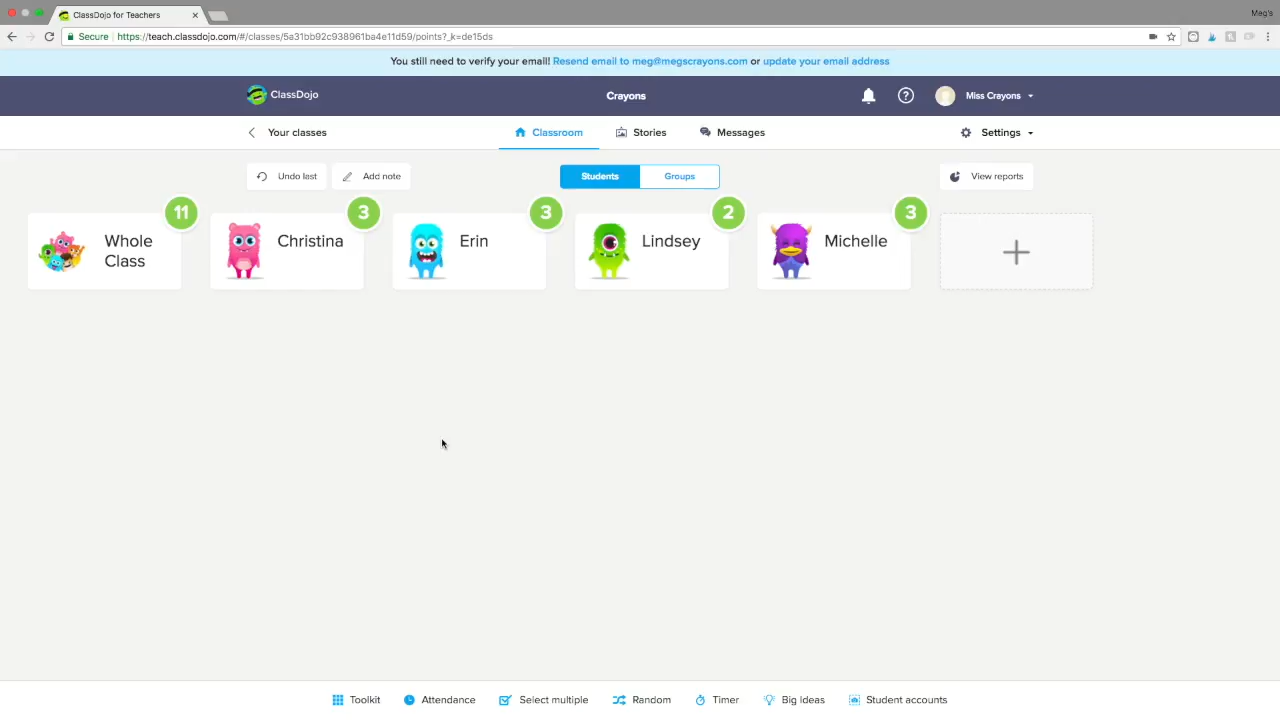 ClassDojo for Teachers
Meg's
Secure
https://teach.classdojo.com/#/classes/5a31bb92c938961ba4e11d59/points?_k=de15ds
You still need to verify your email! Resend email to meg@megscrayons.com or update your email address
ClassDojo
Crayons
Miss Crayons
Your classes
Classroom
Stories
Messages
Settings
Undo last
Add note
Students
Groups
View reports
11
3
3
2
3
Whole
Class
Christina
Erin
Lindsey
Michelle
Toolkit
Attendance
Select multiple
Random
Timer
Big Ideas
Student accounts